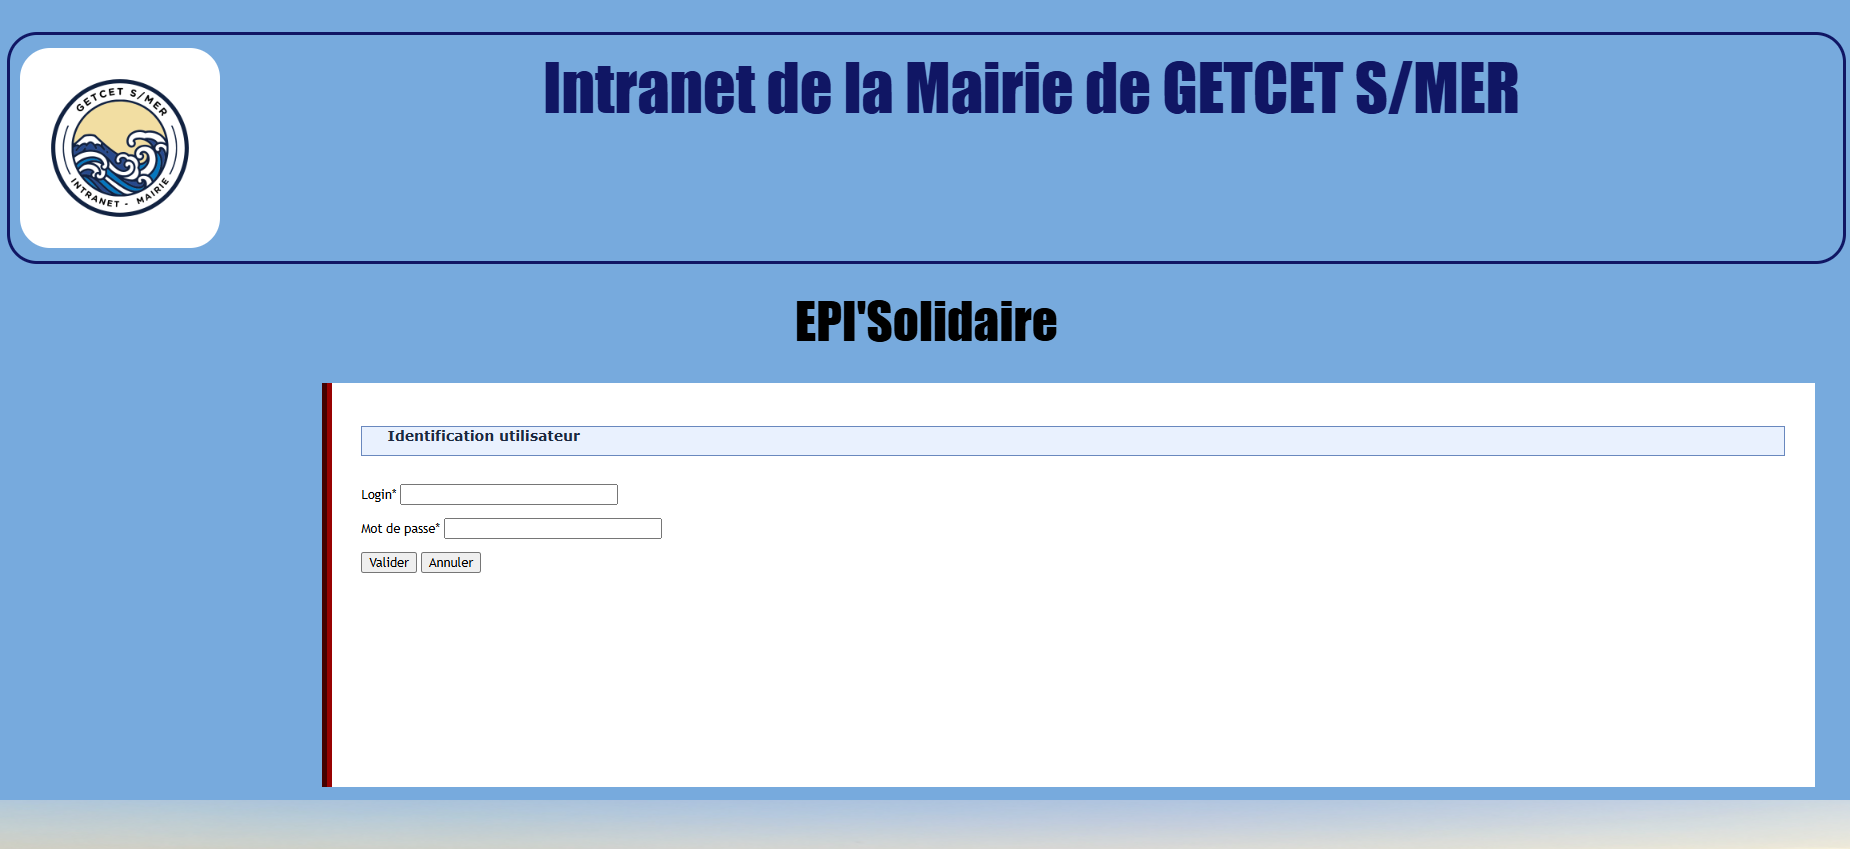 GETCET S/MER
INTRANET - MAIRIE
Intranet de la Mairie de GETCET S/MER
EPI'Solidaire
Identification utilisateur
Login*
Mot de passe*
Valider Annuler